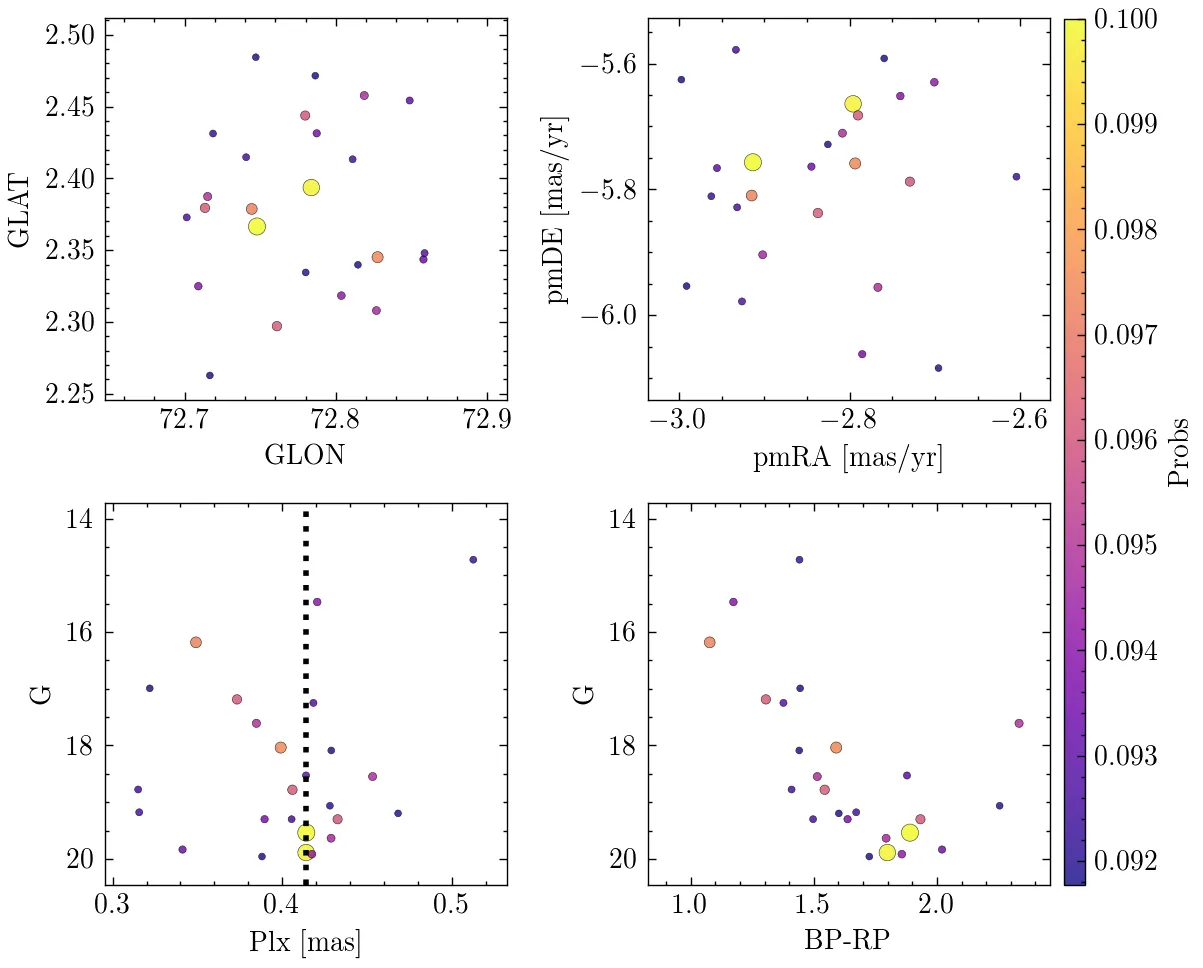 2.50
2.45
2.40
2.35
2.30
2.25
GLAT
72.7 72.8 72.9
GLON
−5.6
−5.8
−6.0
pmDE [mas/yr]
−3.0 −2.8 −2.6
pmRA [mas/yr]
14
16
18
20
G
0.3 0.4 0.5
Plx [mas]
14
16
18
20
G
1.0 1.5 2.0
BP-RP
0.100
0.099
0.098
0.097
0.096
0.095
0.094
0.093
0.092
Probs